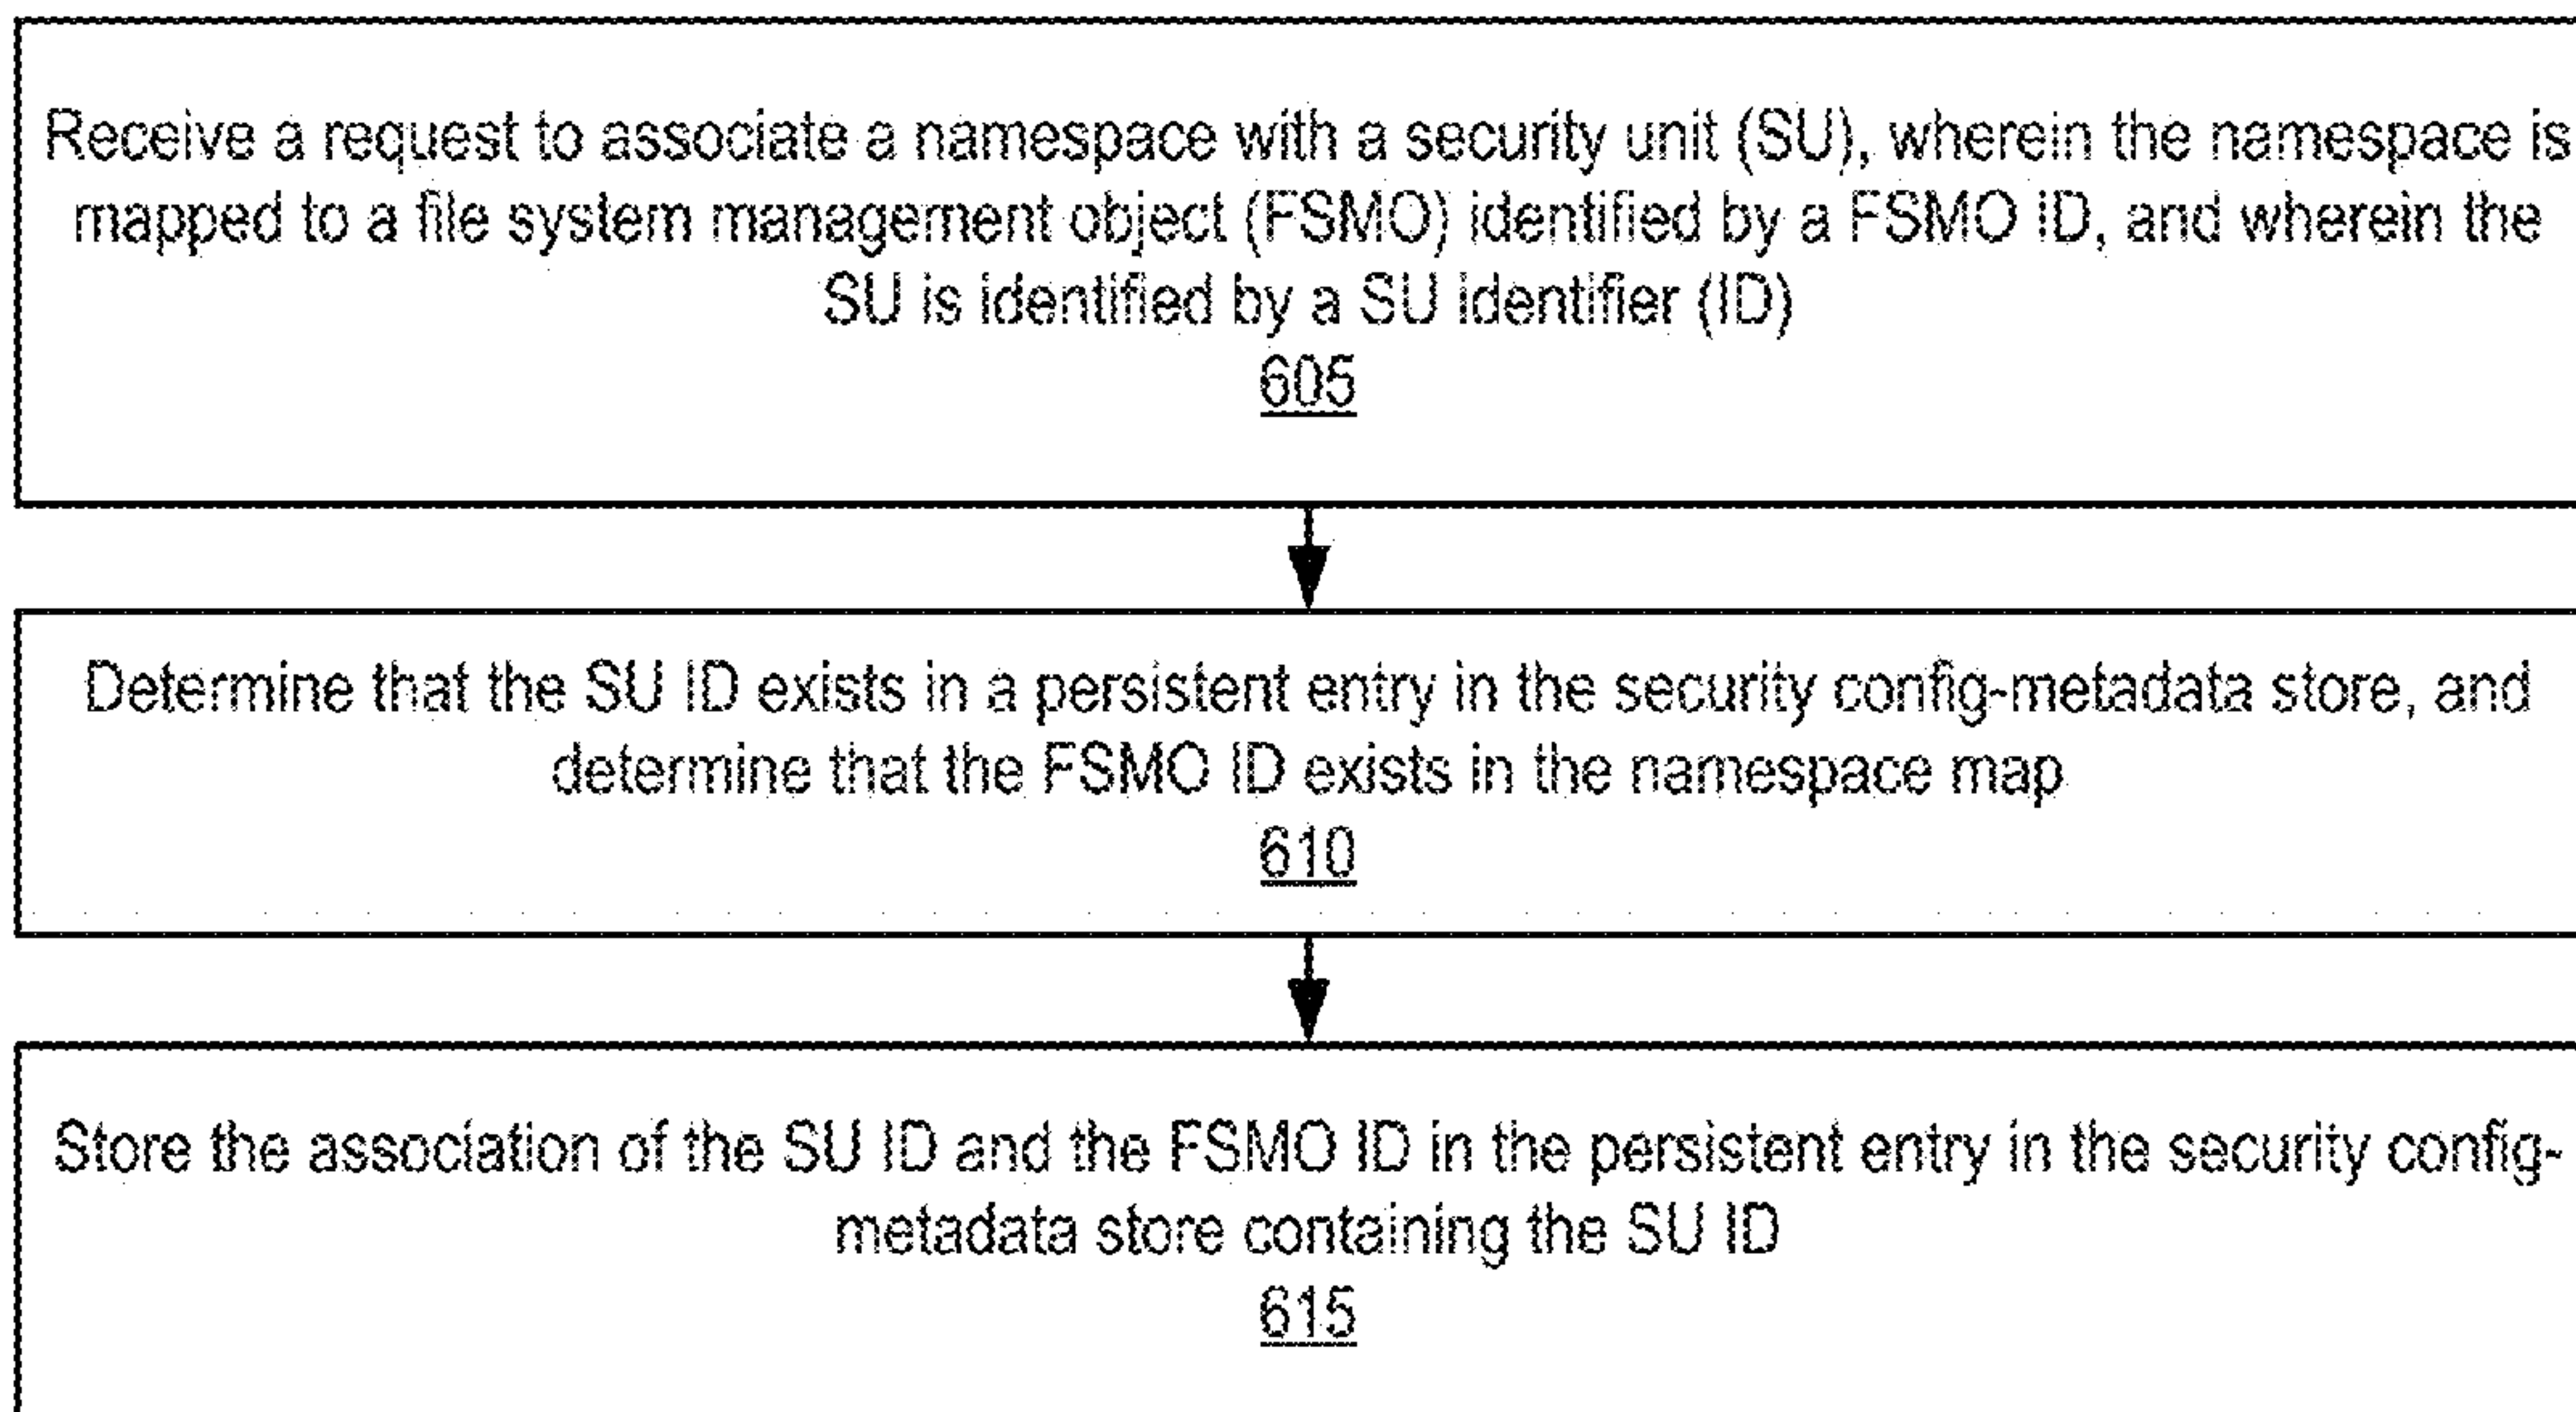 Receive a request to associate a namespace with a security unit (SU), wherein the namespace is
mapped to a file system management object (FSMO) identified by a FSMO ID, and wherein the
SU is identified by a SU identifier (ID)
605
Determine that the SU ID exists in a persistent entry in the security config-metadata store, and
determine that the FSMO ID exists in the namespace map
610
Store the association of the SU ID and the FSMO ID in the persistent entry in the security config-
metadata store containing the SU ID
615